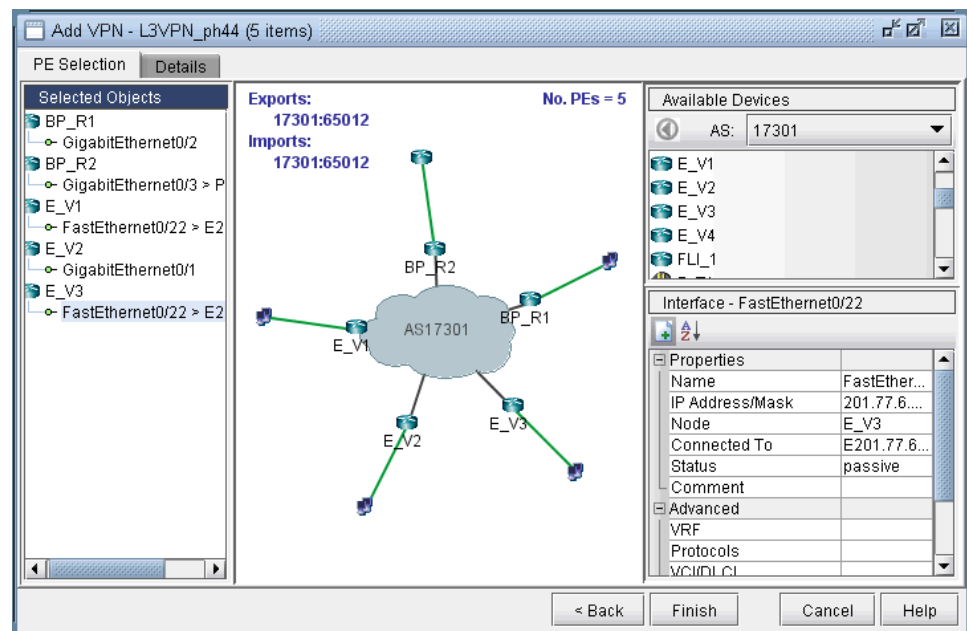 Add VPN - L3VPN_ph44 (5 items)
PE Selection
Details
Selected Objects
BP_R1
GigabitEthernet0/2
BP_R2
GigabitEthernet0/3 > P
E_V1
FastEthernet0/22 > E2
E_V2
GigabitEthernet0/1
E_V3
FastEthernet0/22 > E2
Exports:
17301:65012
Imports:
17301:65012
No. PEs = 5
BP_R2
BP_R1
AS17301
E_V1
E_V2
E_V3
Available Devices
AS: 17301
E_V1
E_V2
E_V3
E_V4
FLI_1
Interface - FastEthernet0/22
Properties
Name FastEther...
IP Address/Mask 201.77.6....
Node E_V3
Connected To E201.77.6...
Status passive
Comment
Advanced
VRF
Protocols
VCI/DLCI
< Back
Finish
Cancel
Help